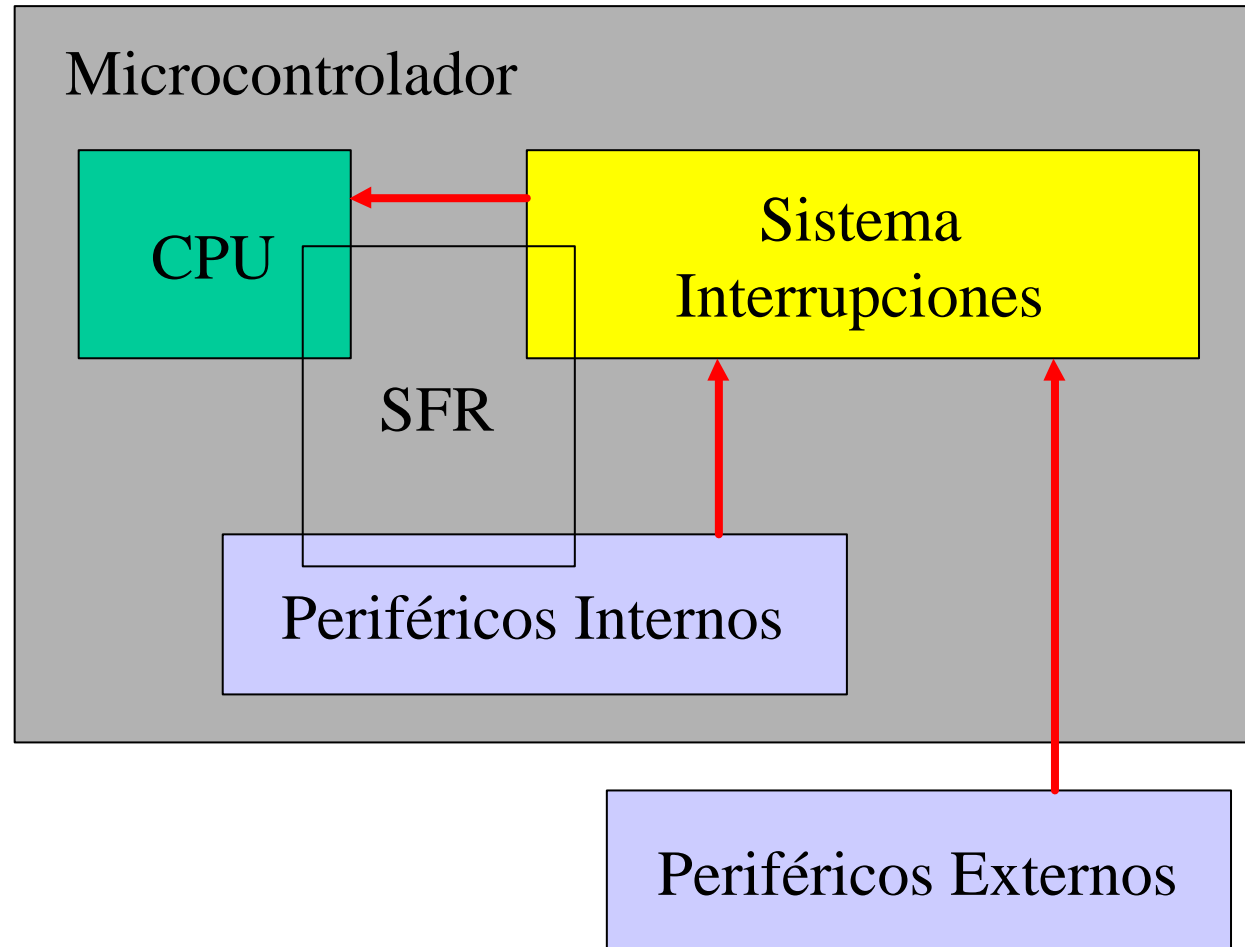 Microcontrolador
CPU
Sistema
Interrupciones
SFR
Periféricos Internos
Periféricos Externos